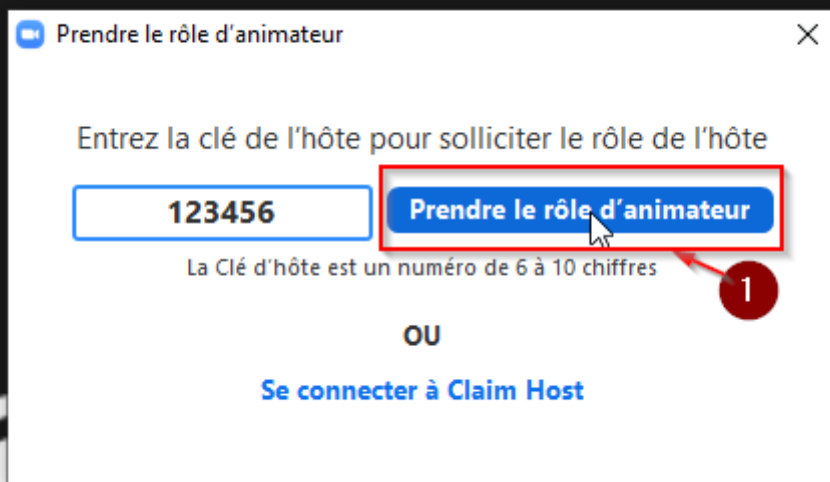 Prendre le rôle d'animateur
Entrez la clé de l'hôte pour solliciter le rôle de l'hôte
123456
Prendre le rôle d'animateur
La Clé d'hôte est un numéro de 6 à 10 chiffres
1
OU
Se connecter à Claim Host